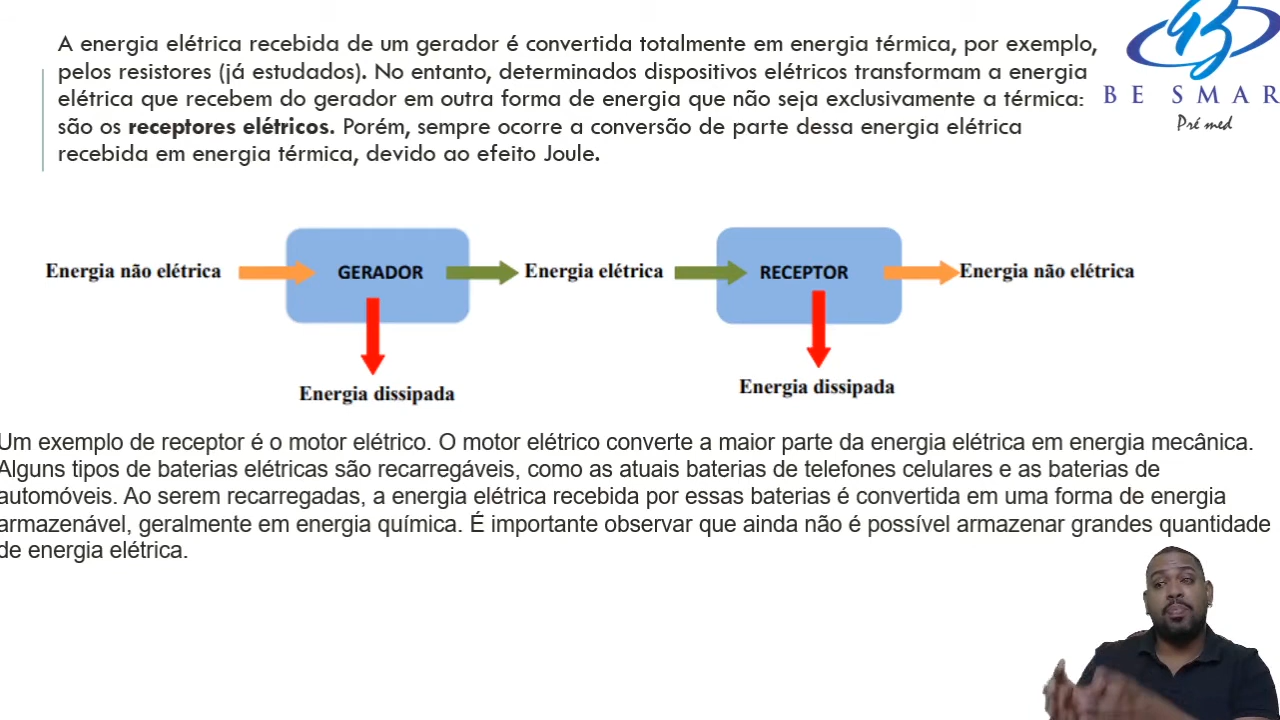 A energia elétrica recebida de um gerador é convertida totalmente em energia térmica, por exemplo,
pelos resistores (já estudados). No entanto, determinados dispositivos elétricos transformam a energia
elétrica que recebem do gerador em outra forma de energia que não seja exclusivamente a térmica:
são os receptores elétricos. Porém, sempre ocorre a conversão de parte dessa energia elétrica
recebida em energia térmica, devido ao efeito Joule.
BE SMAR
Pré med
Energia não elétrica
GERADOR
Energia elétrica
RECEPTOR
Energia não elétrica
Energia dissipada
Energia dissipada
Um exemplo de receptor é o motor elétrico. O motor elétrico converte a maior parte da energia elétrica em energia mecânica.
Alguns tipos de baterias elétricas são recarregáveis, como as atuais baterias de telefones celulares e as baterias de
automóveis. Ao serem recarregadas, a energia elétrica recebida por essas baterias é convertida em uma forma de energia
armazenável, geralmente em energia química. É importante observar que ainda não é possível armazenar grandes quantidade
de energia elétrica.